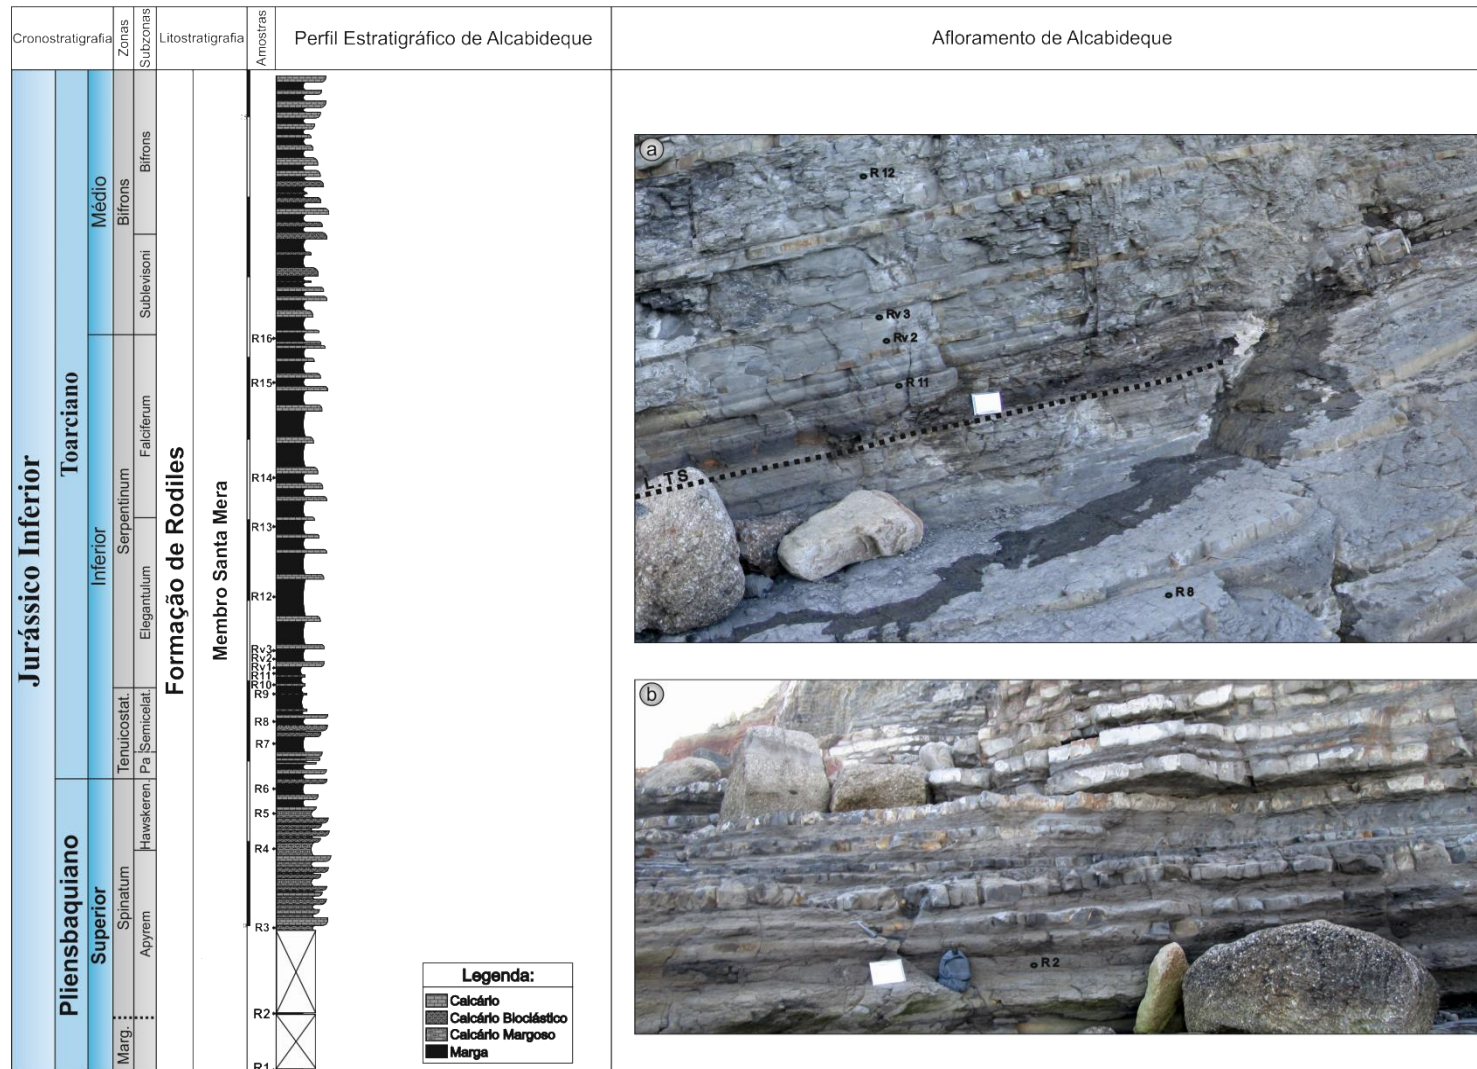 Cronostratigrafia
Zonas
Subzonas
Litostratigrafia
Amostras
Perfil Estratigráfico de Alcabideque
Afloramento de Alcabideque
Jurássico Inferior
Toarciano
Pliensbaquiano
Médio
Inferior
Superior
Bifrons
Serpentinum
Tenuicostat.
Spinatum
Marg.
Bifrons
Sublevisoni
Falciferum
Elegantulum
Semicelat.
Pa
Hawskeren.
Apyrem
Formação de Rodiles
Membro Santa Mera
R16
R15
R14
R13
R12
Rv3
Rv2
Rv1
R11
R10
R9
R8
R7
R6
R5
R4
R3
R2
R1
Legenda:
Calcário
Calcário Bioclástico
Calcário Margoso
Marga
a
R 12
Rv 3
Rv 2
R 11
L.TS
R 8
b
R 2